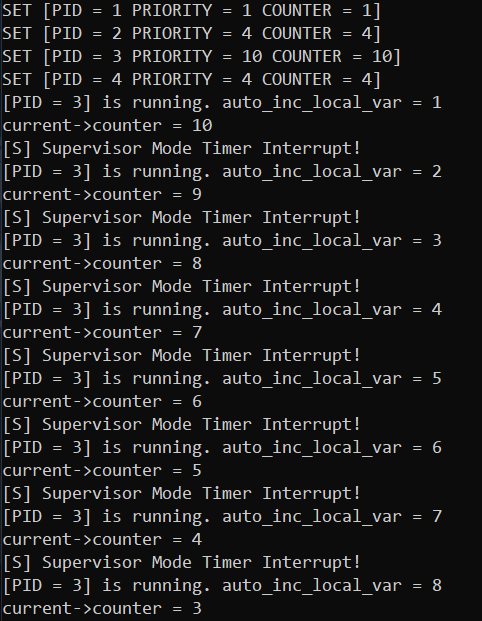 SET [PID = 1 PRIORITY = 1 COUNTER = 1]
SET [PID = 2 PRIORITY = 4 COUNTER = 4]
SET [PID = 3 PRIORITY = 10 COUNTER = 10]
SET [PID = 4 PRIORITY = 4 COUNTER = 4]
[PID = 3] is running. auto_inc_local_var = 1
current->counter = 10
[S] Supervisor Mode Timer Interrupt!
[PID = 3] is running. auto_inc_local_var = 2
current->counter = 9
[S] Supervisor Mode Timer Interrupt!
[PID = 3] is running. auto_inc_local_var = 3
current->counter = 8
[S] Supervisor Mode Timer Interrupt!
[PID = 3] is running. auto_inc_local_var = 4
current->counter = 7
[S] Supervisor Mode Timer Interrupt!
[PID = 3] is running. auto_inc_local_var = 5
current->counter = 6
[S] Supervisor Mode Timer Interrupt!
[PID = 3] is running. auto_inc_local_var = 6
current->counter = 5
[S] Supervisor Mode Timer Interrupt!
[PID = 3] is running. auto_inc_local_var = 7
current->counter = 4
[S] Supervisor Mode Timer Interrupt!
[PID = 3] is running. auto_inc_local_var = 8
current->counter = 3